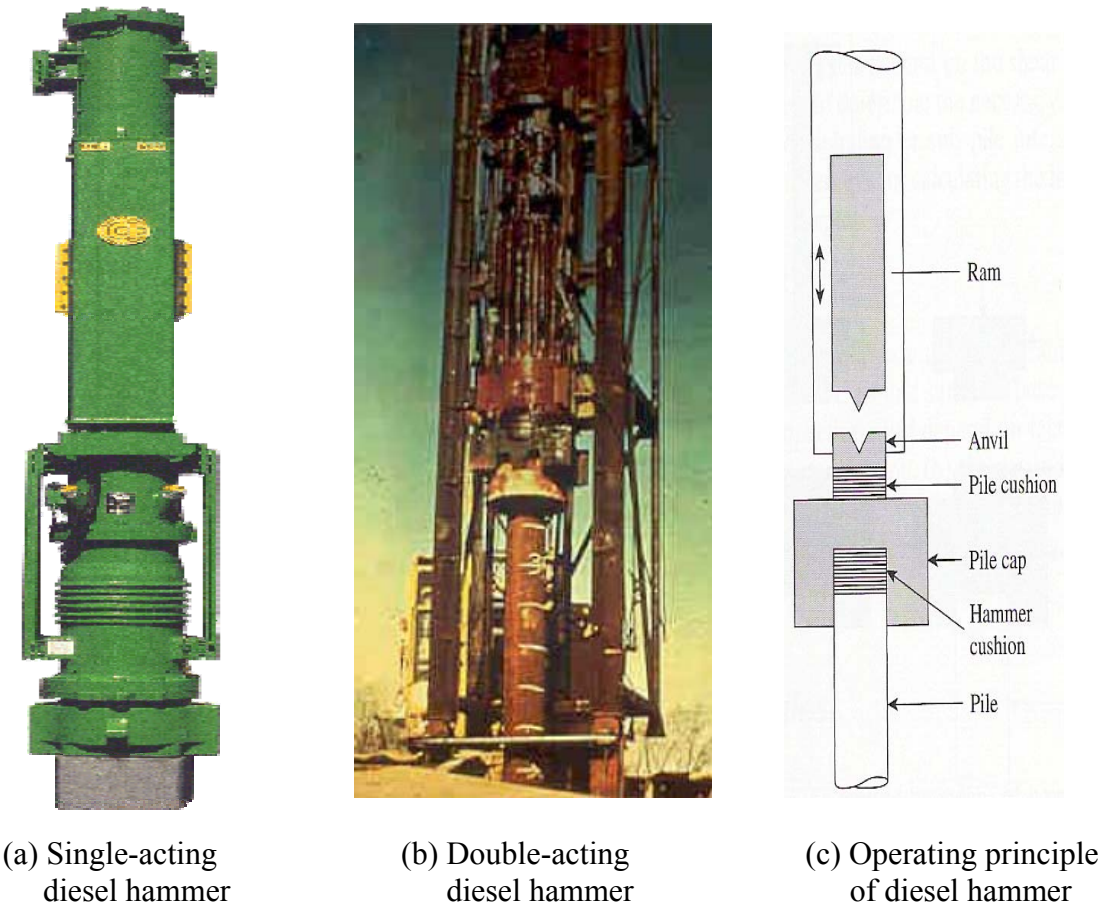 Ram
Anvil
Pile cushion
Pile cap
Hammer
cushion
Pile
(a) Single-acting
diesel hammer
(b) Double-acting
diesel hammer
(c) Operating principle
of diesel hammer